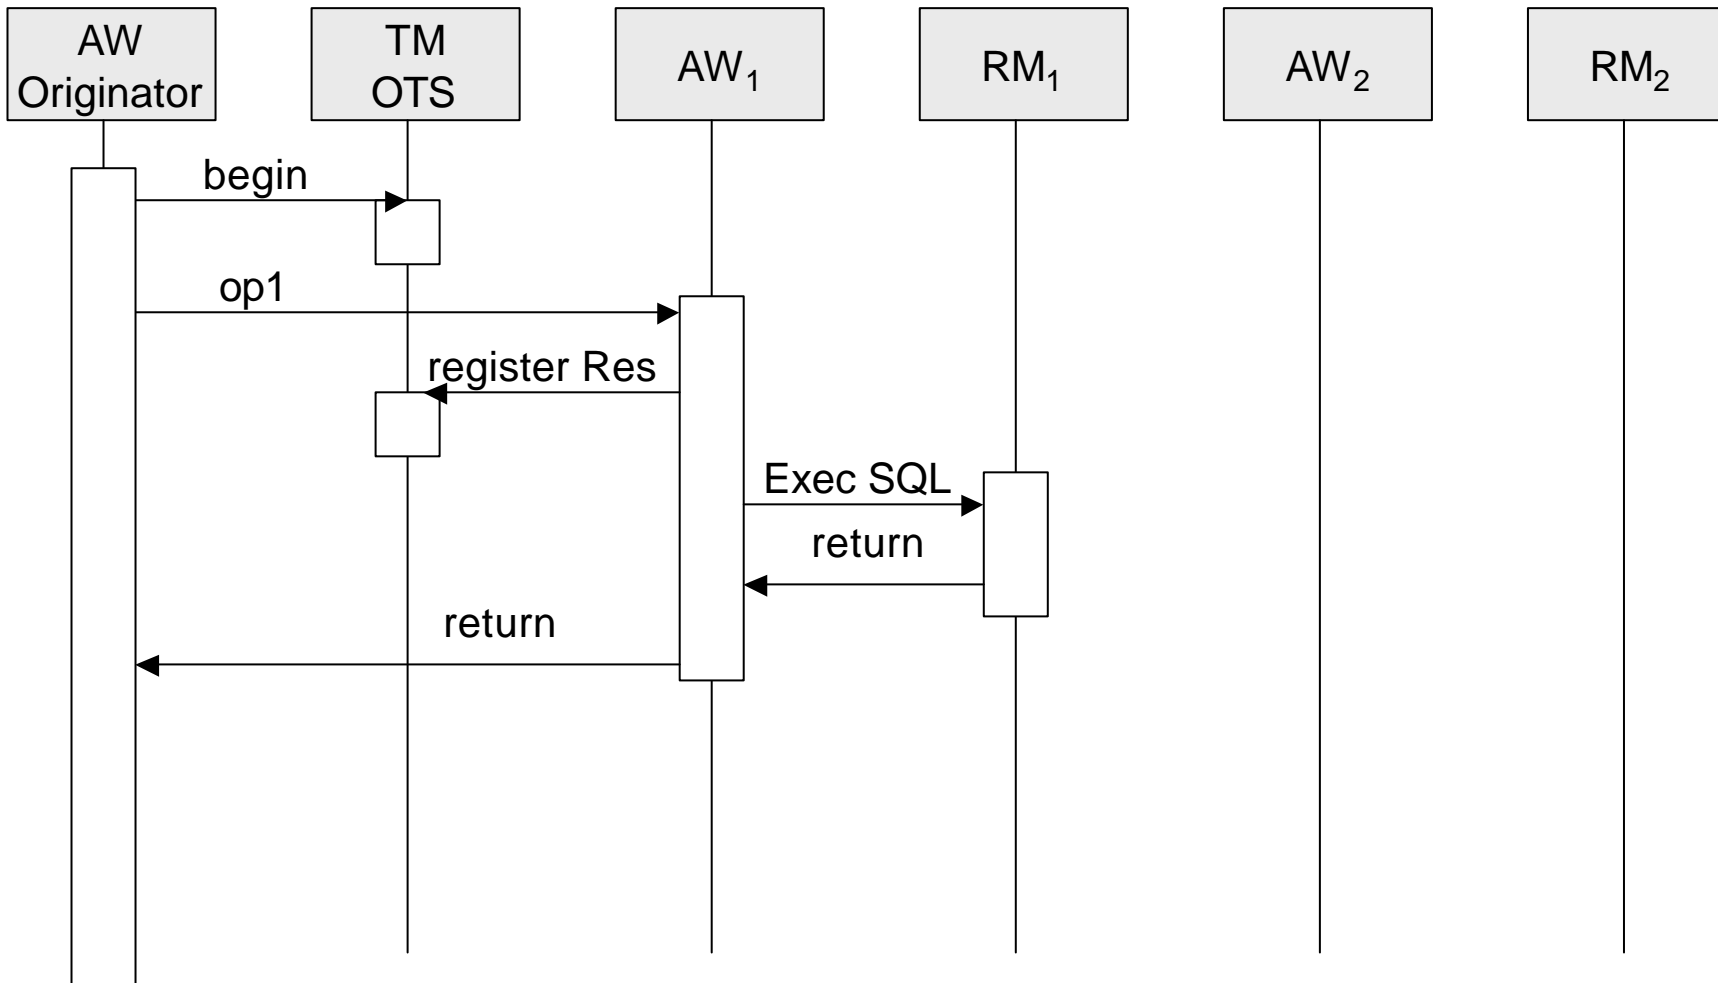 AW
Originator
TM
OTS
AW₁
RM₁
AW₂
RM₂
begin
op1
register Res
Exec SQL
return
return